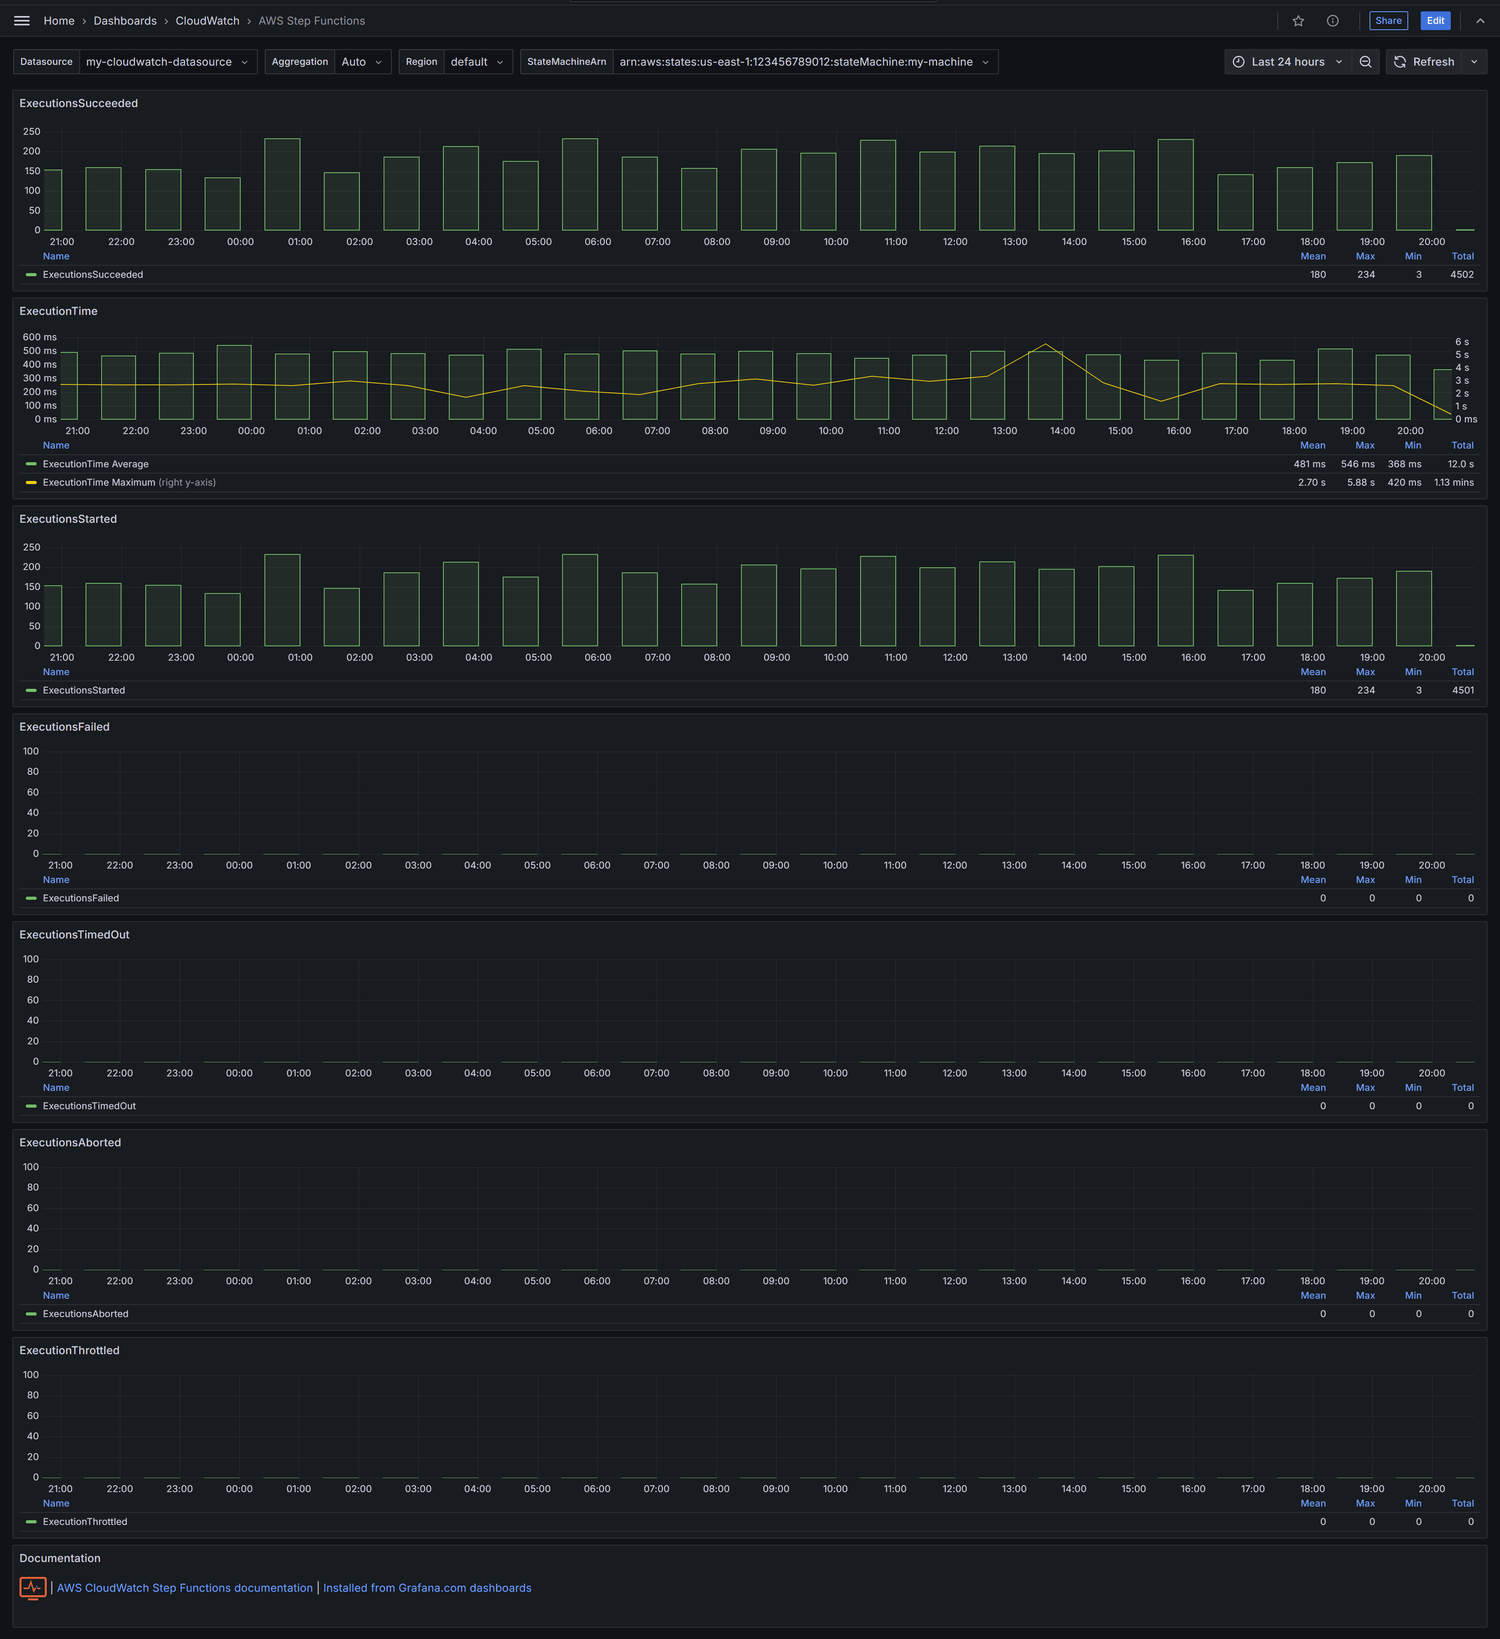 Home › Dashboards › CloudWatch › AWS Step Functions
Share
Edit
Datasource my-cloudwatch-datasource Aggregation Auto Region default StateMachineArn arn:aws:states:us-east-1:123456789012:stateMachine:my-machine Last 24 hours Refresh
ExecutionsSucceeded
250
200
150
100
50
0
21:00 22:00 23:00 00:00 01:00 02:00 03:00 04:00 05:00 06:00 07:00 08:00 09:00 10:00 11:00 12:00 13:00 14:00 15:00 16:00 17:00 18:00 19:00 20:00
Name Mean Max Min Total
ExecutionsSucceeded 180 234 3 4502
ExecutionTime
600 ms
500 ms
400 ms
300 ms
200 ms
100 ms
0 ms
6 s
5 s
4 s
3 s
2 s
1 s
0 ms
21:00 22:00 23:00 00:00 01:00 02:00 03:00 04:00 05:00 06:00 07:00 08:00 09:00 10:00 11:00 12:00 13:00 14:00 15:00 16:00 17:00 18:00 19:00 20:00
Name Mean Max Min Total
ExecutionTime Average 481 ms 546 ms 368 ms 12.0 s
ExecutionTime Maximum (right y-axis) 2.70 s 5.88 s 420 ms 1.13 mins
ExecutionsStarted
250
200
150
100
50
0
21:00 22:00 23:00 00:00 01:00 02:00 03:00 04:00 05:00 06:00 07:00 08:00 09:00 10:00 11:00 12:00 13:00 14:00 15:00 16:00 17:00 18:00 19:00 20:00
Name Mean Max Min Total
ExecutionsStarted 180 234 3 4501
ExecutionsFailed
100
80
60
40
20
0
21:00 22:00 23:00 00:00 01:00 02:00 03:00 04:00 05:00 06:00 07:00 08:00 09:00 10:00 11:00 12:00 13:00 14:00 15:00 16:00 17:00 18:00 19:00 20:00
Name Mean Max Min Total
ExecutionsFailed 0 0 0 0
ExecutionsTimedOut
100
80
60
40
20
0
21:00 22:00 23:00 00:00 01:00 02:00 03:00 04:00 05:00 06:00 07:00 08:00 09:00 10:00 11:00 12:00 13:00 14:00 15:00 16:00 17:00 18:00 19:00 20:00
Name Mean Max Min Total
ExecutionsTimedOut 0 0 0 0
ExecutionsAborted
100
80
60
40
20
0
21:00 22:00 23:00 00:00 01:00 02:00 03:00 04:00 05:00 06:00 07:00 08:00 09:00 10:00 11:00 12:00 13:00 14:00 15:00 16:00 17:00 18:00 19:00 20:00
Name Mean Max Min Total
ExecutionsAborted 0 0 0 0
ExecutionThrottled
100
80
60
40
20
0
21:00 22:00 23:00 00:00 01:00 02:00 03:00 04:00 05:00 06:00 07:00 08:00 09:00 10:00 11:00 12:00 13:00 14:00 15:00 16:00 17:00 18:00 19:00 20:00
Name Mean Max Min Total
ExecutionThrottled 0 0 0 0
Documentation
| AWS CloudWatch Step Functions documentation | Installed from Grafana.com dashboards